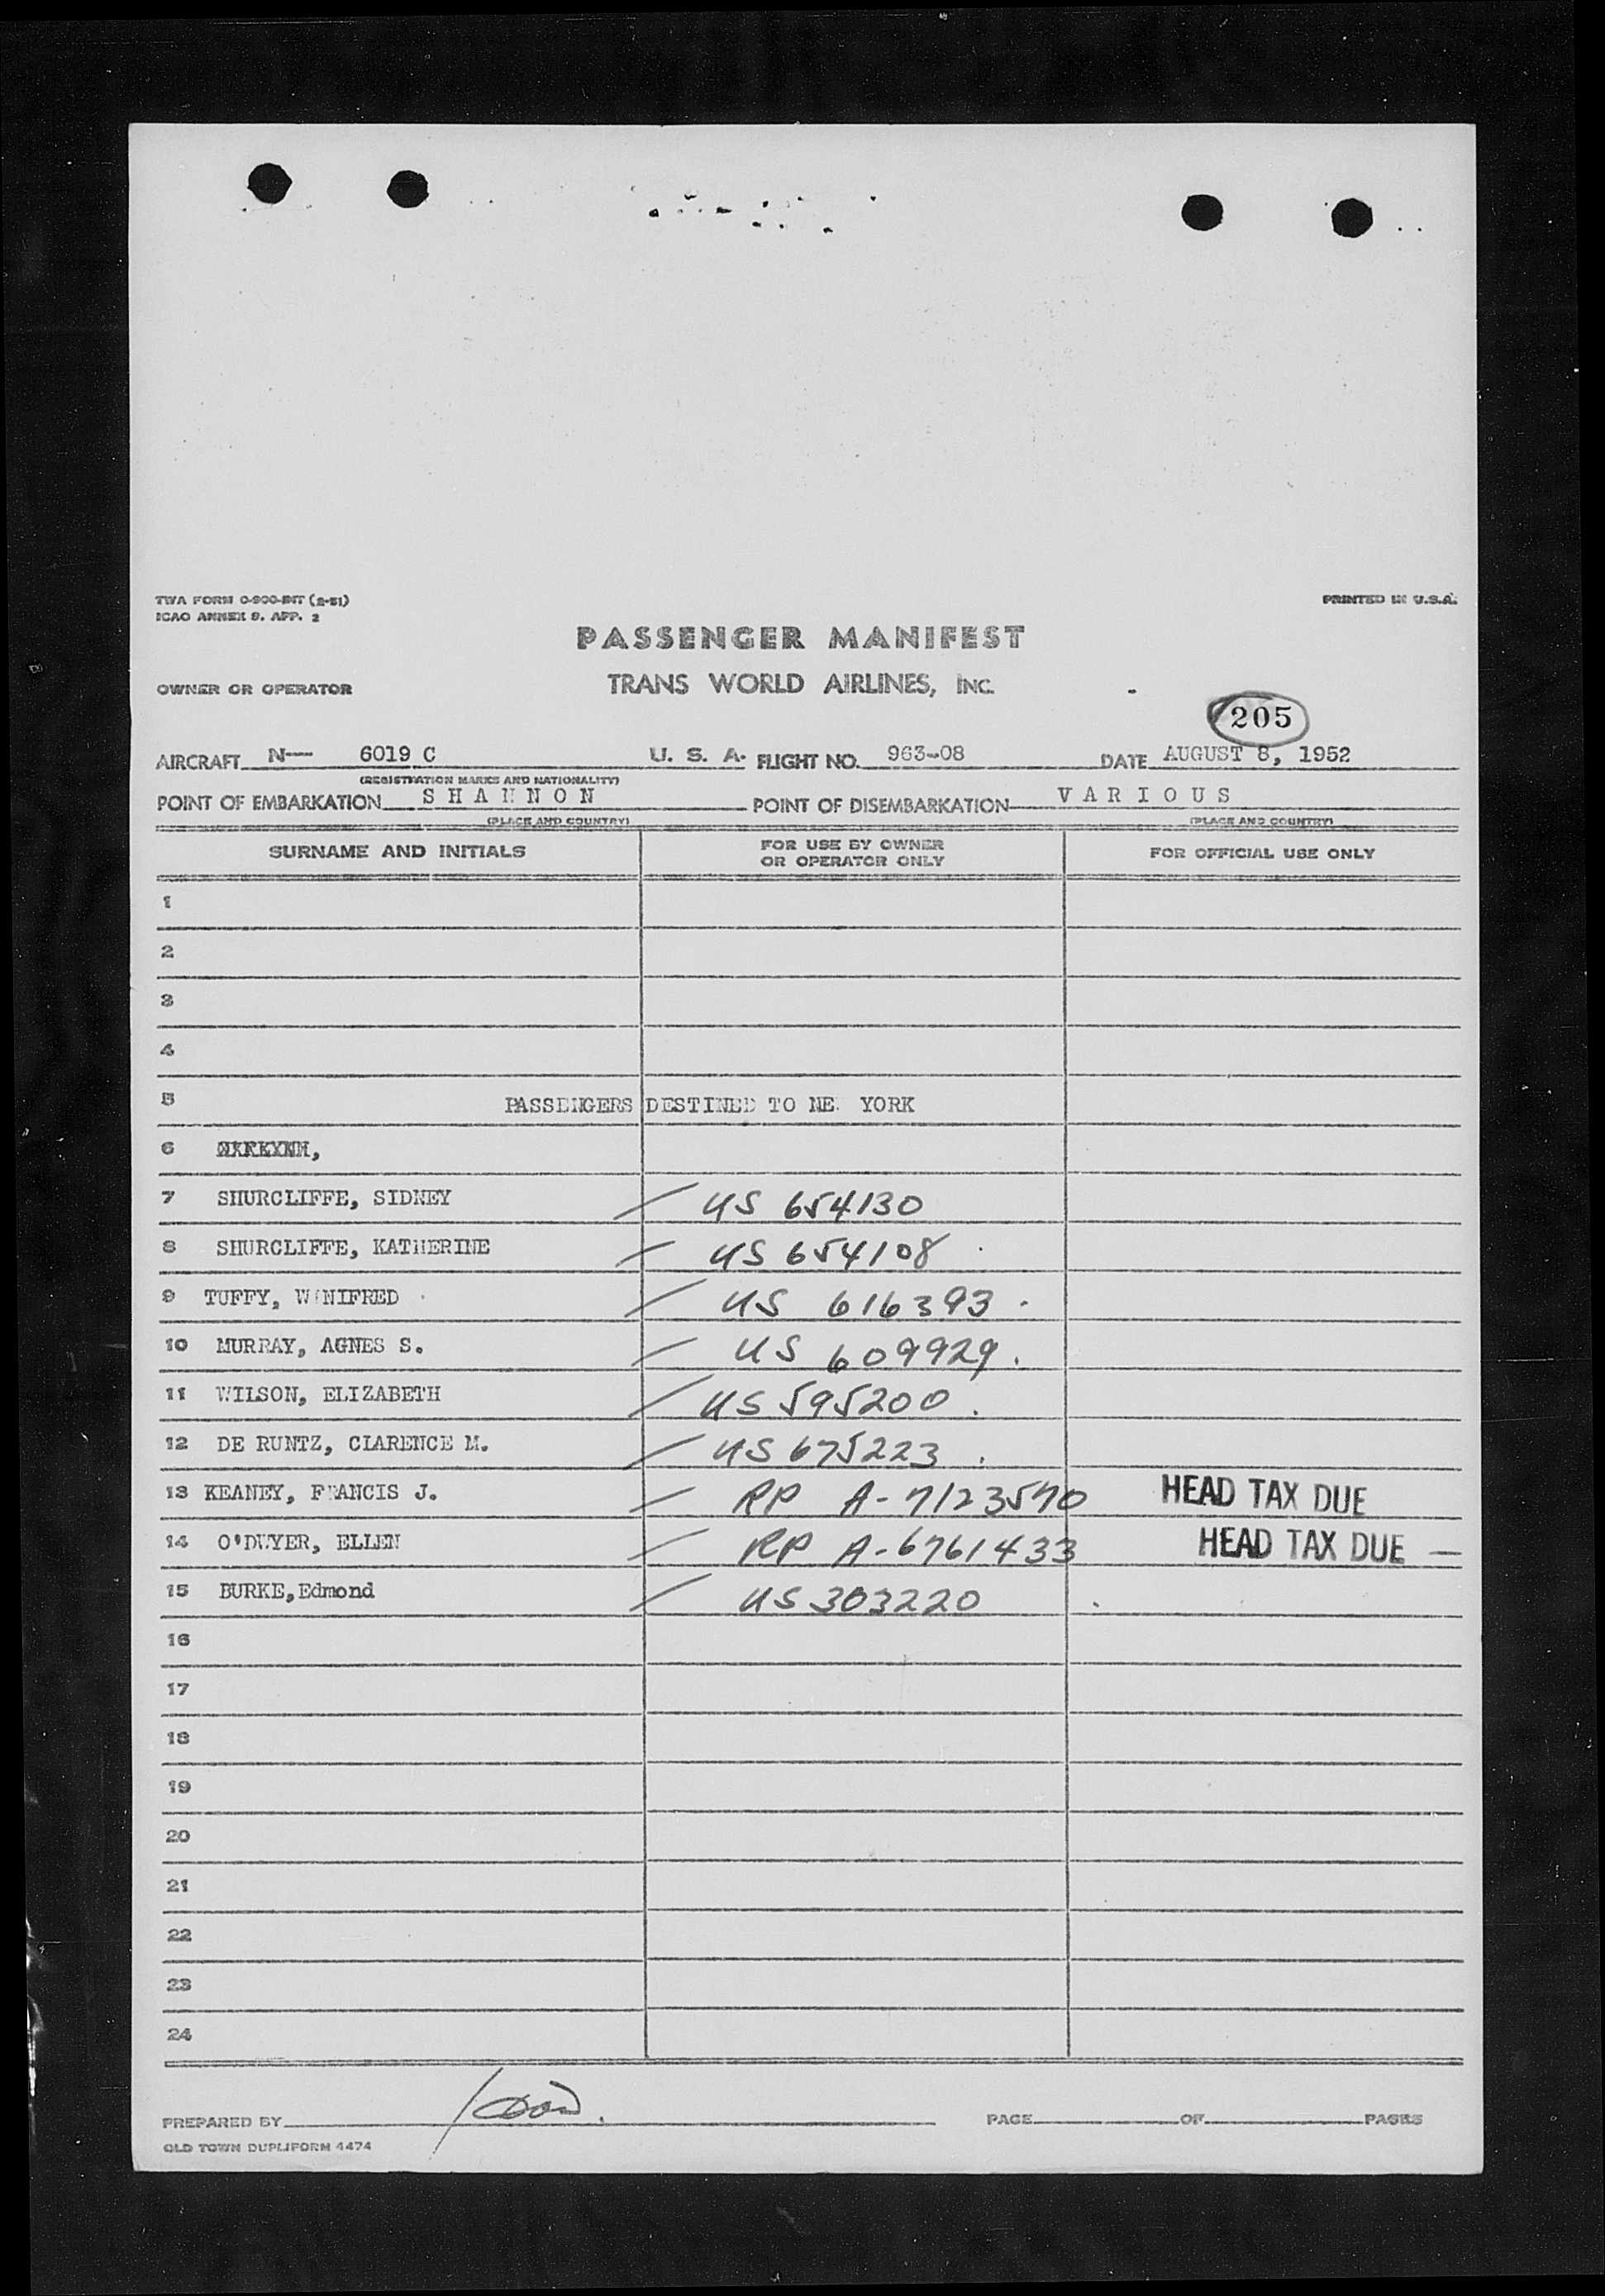 TWA FORM O-900-INT (2-51)
ICAO ANNEX 9. APP. 2
PRINTED IN U.S.A.
PASSENGER MANIFEST
OWNER OR OPERATOR TRANS WORLD AIRLINES, INC.
205
AIRCRAFT N— 6019 C U. S. A. FLIGHT NO. 963-08 DATE AUGUST 8, 1952
(REGISTRATION MARKS AND NATIONALITY)
POINT OF EMBARKATION S H A N N O N POINT OF DISEMBARKATION V A R I O U S
(PLACE AND COUNTRY) (PLACE AND COUNTRY)
SURNAME AND INITIALS FOR USE BY OWNER OR OPERATOR ONLY FOR OFFICIAL USE ONLY
1
2
3
4
5 PASSENGERS DESTINED TO NE YORK
6
7 SHURCLIFFE, SIDNEY / US 654130
8 SHURCLIFFE, KATHERINE / US 654108
9 TUFFY, WINIFRED / US 616393.
10 MURRAY, AGNES S. / US 609929.
11 WILSON, ELIZABETH / US 595200.
12 DE RUNTZ, CLARENCE M. / US 675223.
13 KEANEY, FRANCIS J. / RP A-7123570 HEAD TAX DUE
14 O'DWYER, ELLEN / RP A-6761433 HEAD TAX DUE —
15 BURKE, Edmond / US 303220
16
17
18
19
20
21
22
23
24
PREPARED BY PAGE OF PAGES
OLD TOWN DUPLIFORM 4474